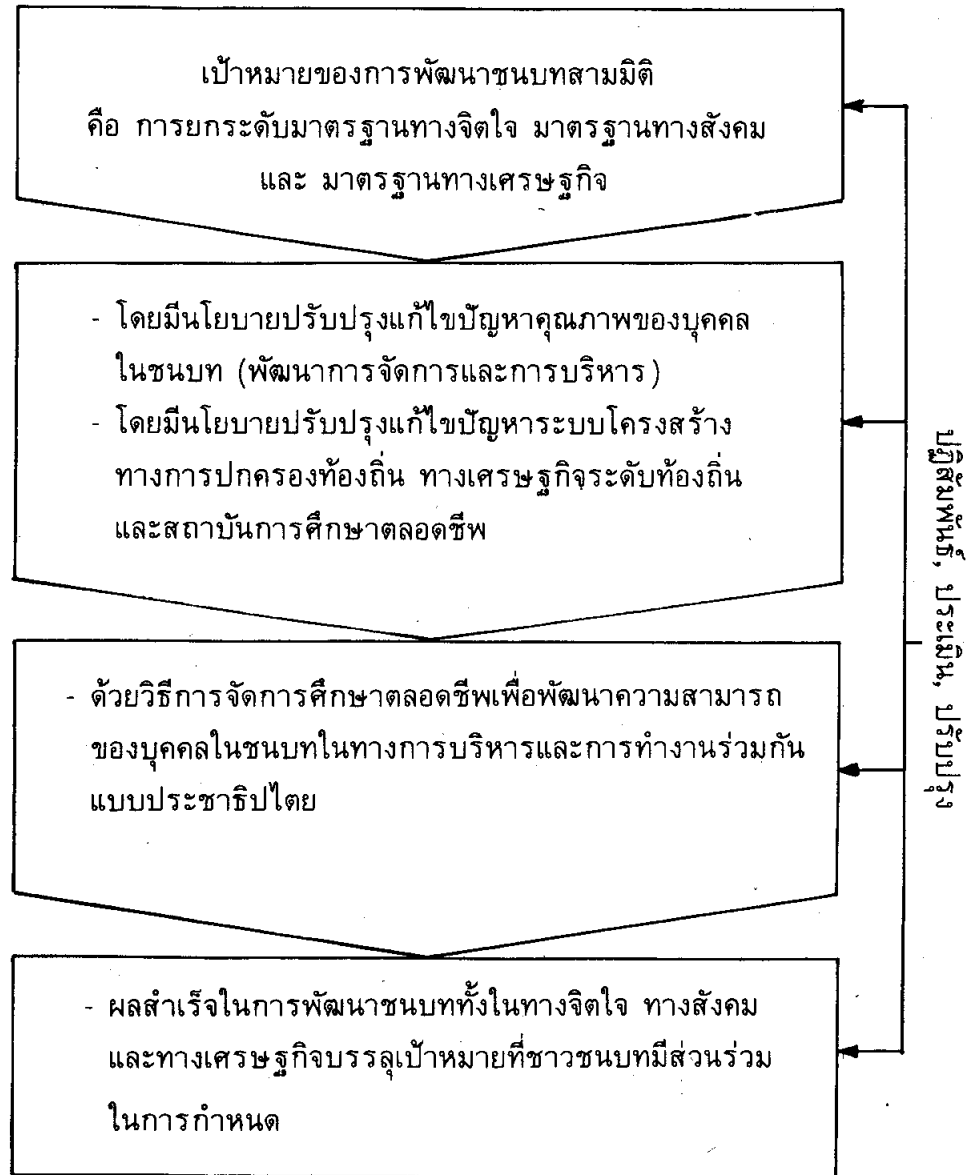 เป้าหมายของการพัฒนาชนบทสามมิติ
คือ การยกระดับมาตรฐานทางจิตใจ มาตรฐานทางสังคม
และ มาตรฐานทางเศรษฐกิจ
- โดยมีนโยบายปรับปรุงแก้ไขปัญหาคุณภาพของบุคคล
ในชนบท (พัฒนาการจัดการและการบริหาร)
- โดยมีนโยบายปรับปรุงแก้ไขปัญหาระบบโครงสร้าง
ทางการปกครองท้องถิ่น ทางเศรษฐกิจระดับท้องถิ่น
และสถาบันการศึกษาตลอดชีพ
- ด้วยวิธีการจัดการศึกษาตลอดชีพเพื่อพัฒนาความสามารถ
ของบุคคลในชนบทในทางการบริหารและการทำงานร่วมกัน
แบบประชาธิปไตย
- ผลสำเร็จในการพัฒนาชนบททั้งในทางจิตใจ ทางสังคม
และทางเศรษฐกิจบรรลุเป้าหมายที่ชาวชนบทมีส่วนร่วม
ในการกำหนด
ปฏิสัมพันธ์, ประเมิน, ปรับปรุง